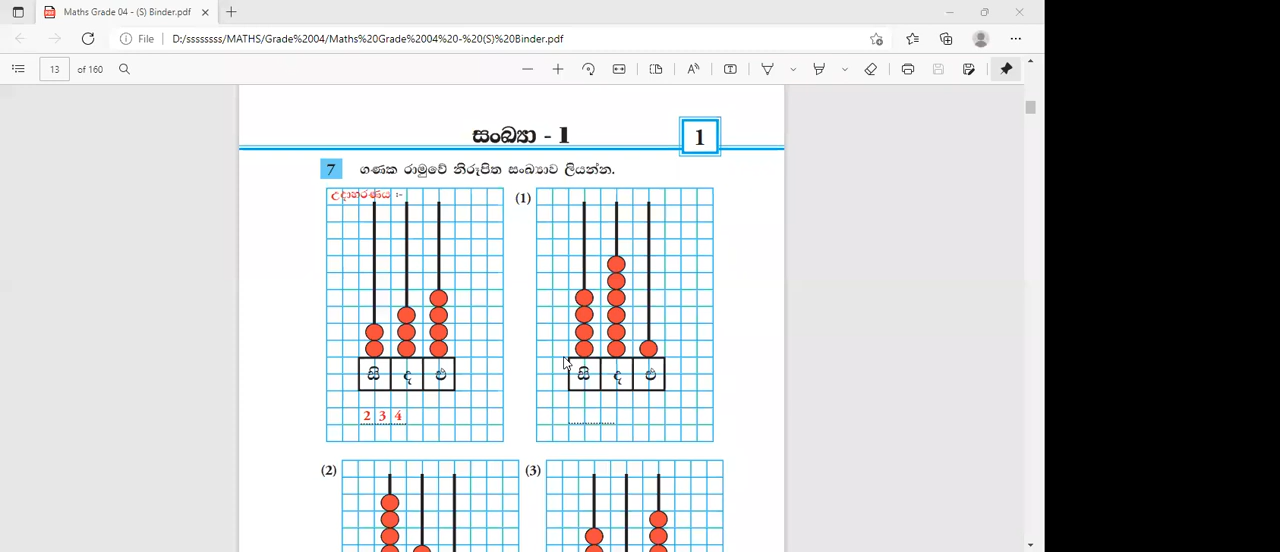 Maths Grade 04 - (S) Binder.pdf
File D:/ssssssss/MATHS/Grade%2004/Maths%20Grade%2004%20-%20(S)%20Binder.pdf
13 of 160
සංඛ්‍යා - 1
1
7 ගණක රාමුවේ නිරූපිත සංඛ්‍යාව ලියන්න.
උදාහරණය :-
(1)
සී ද එ
සී ද එ
2 3 4
(2)
(3)